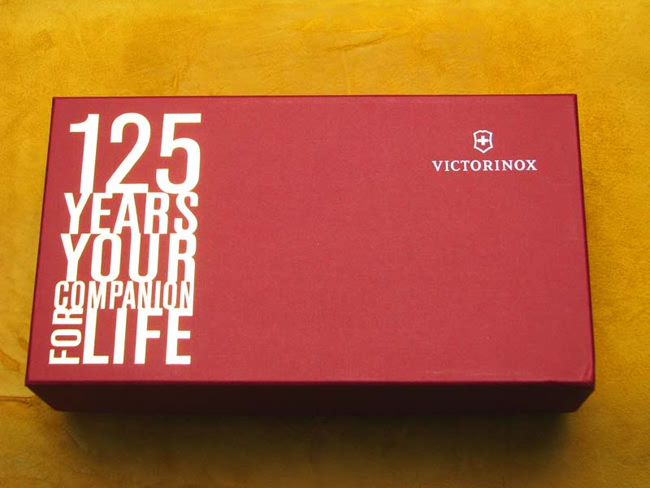 125
YEARS
YOUR
COMPANION
FOR LIFE
VICTORINOX